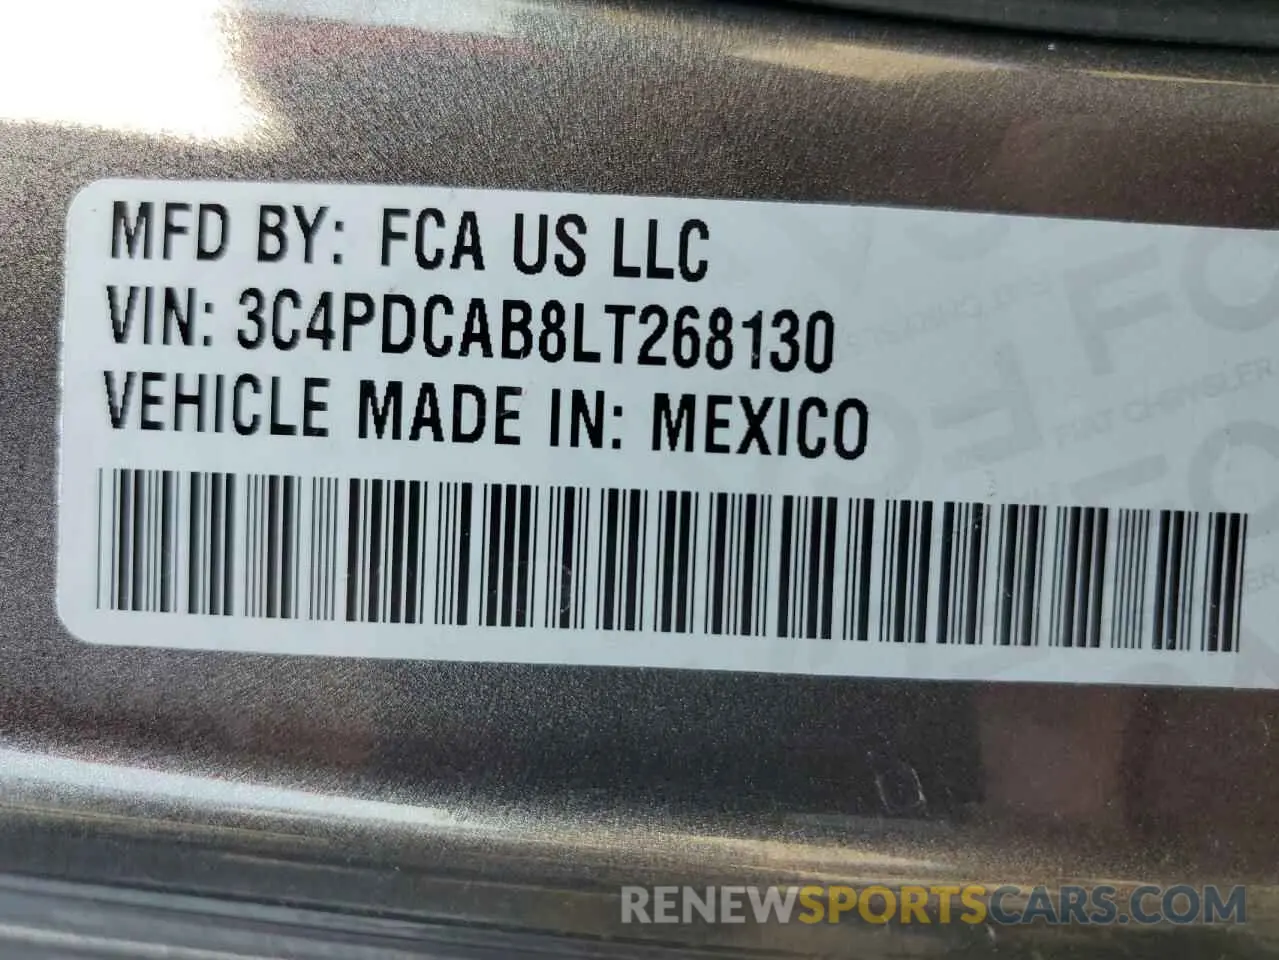 MFD BY: FCA US LLC
VIN: 3C4PDCAB8LT268130
VEHICLE MADE IN: MEXICO
RENEWSPORTSCARS.COM